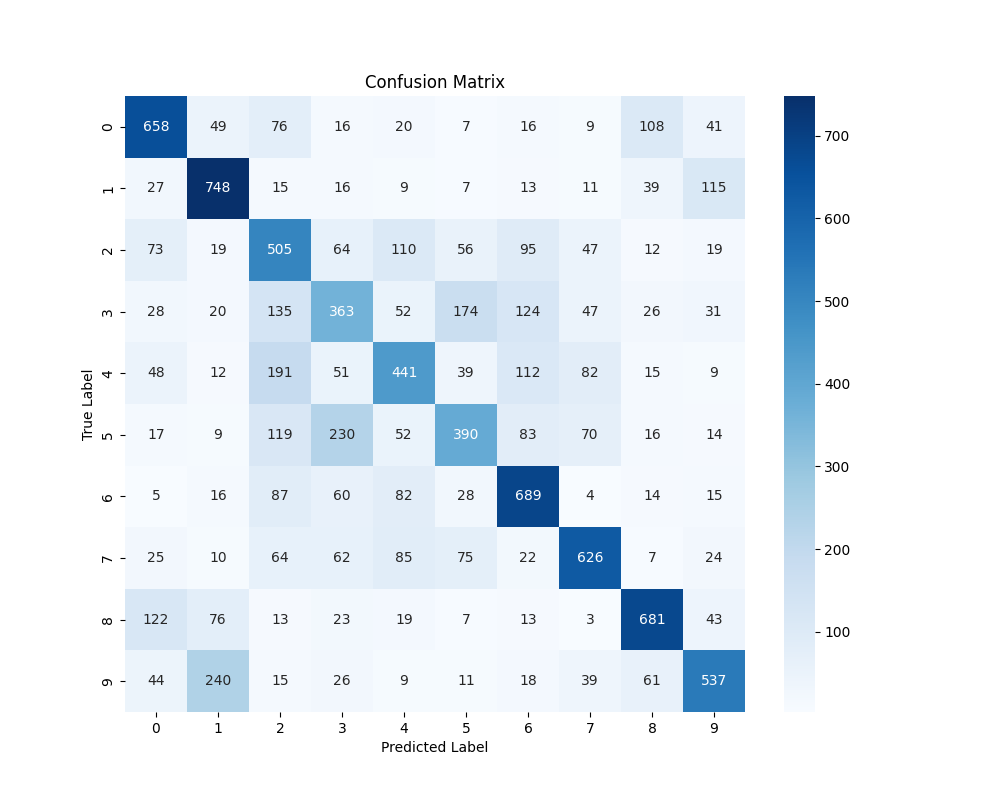 Confusion Matrix
0 658 49 76 16 20 7 16 9 108 41
1 27 748 15 16 9 7 13 11 39 115
2 73 19 505 64 110 56 95 47 12 19
3 28 20 135 363 52 174 124 47 26 31
4 48 12 191 51 441 39 112 82 15 9
5 17 9 119 230 52 390 83 70 16 14
6 5 16 87 60 82 28 689 4 14 15
7 25 10 64 62 85 75 22 626 7 24
8 122 76 13 23 19 7 13 3 681 43
9 44 240 15 26 9 11 18 39 61 537
0 1 2 3 4 5 6 7 8 9
Predicted Label
True Label
700
600
500
400
300
200
100